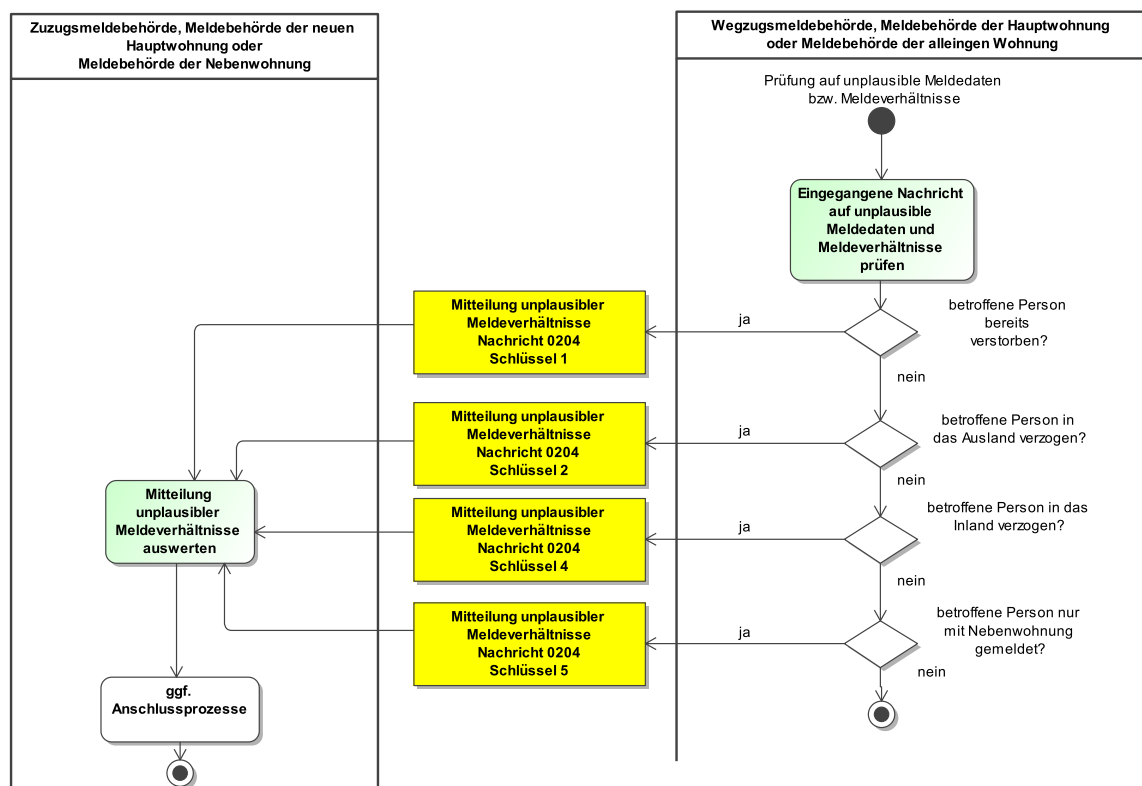 Zuzugsmeldebehörde, Meldebehörde der neuen
Hauptwohnung oder
Meldebehörde der Nebenwohnung
Wegzugsmeldebehörde, Meldebehörde der Hauptwohnung
oder Meldebehörde der alleingen Wohnung
Prüfung auf unplausible Meldedaten
bzw. Meldeverhältnisse
Eingegangene Nachricht
auf unplausible
Meldedaten und
Meldeverhältnisse
prüfen
betroffene Person
bereits
verstorben?
ja
nein
Mitteilung unplausibler
Meldeverhältnisse
Nachricht 0204
Schlüssel 1
betroffene Person in
das Ausland verzogen?
ja
nein
Mitteilung unplausibler
Meldeverhältnisse
Nachricht 0204
Schlüssel 2
betroffene Person in das
Inland verzogen?
ja
nein
Mitteilung unplausibler
Meldeverhältnisse
Nachricht 0204
Schlüssel 4
betroffene Person nur
mit Nebenwohnung
gemeldet?
ja
nein
Mitteilung unplausibler
Meldeverhältnisse
Nachricht 0204
Schlüssel 5
Mitteilung
unplausibler
Meldeverhältnisse
auswerten
ggf.
Anschlussprozesse